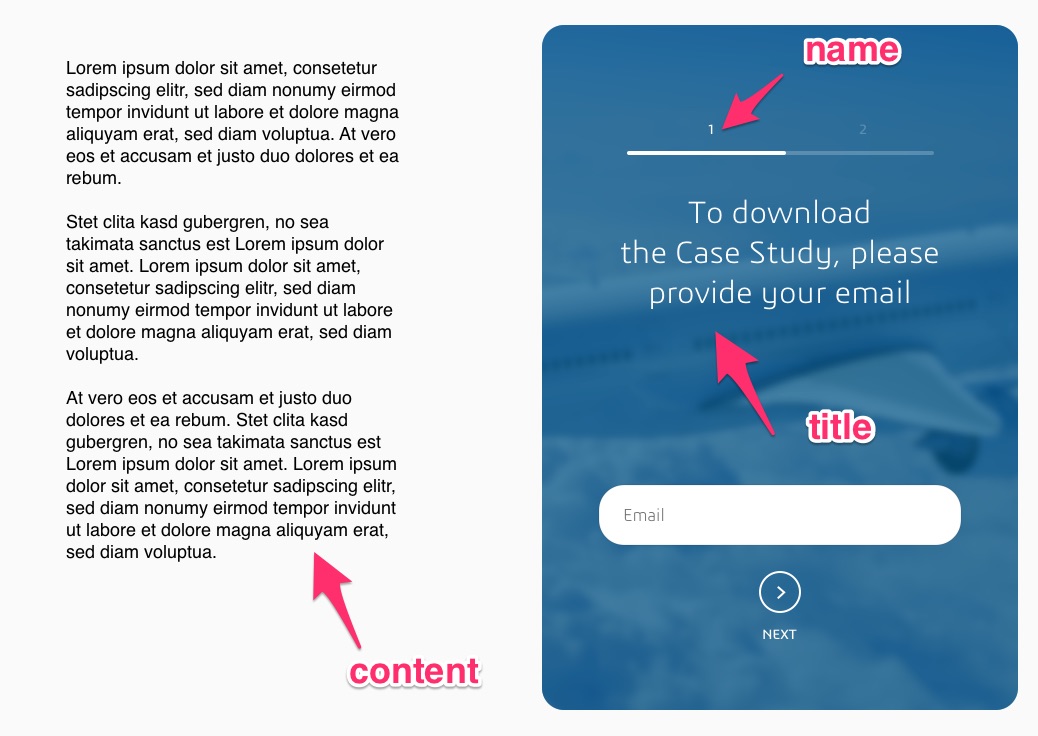 Lorem ipsum dolor sit amet, consetetur
sadipscing elitr, sed diam nonumy eirmod
tempor invidunt ut labore et dolore magna
aliquyam erat, sed diam voluptua. At vero
eos et accusam et justo duo dolores et ea
rebum.
Stet clita kasd gubergren, no sea
takimata sanctus est Lorem ipsum dolor
sit amet. Lorem ipsum dolor sit amet,
consetetur sadipscing elitr, sed diam
nonumy eirmod tempor invidunt ut labore
et dolore magna aliquyam erat, sed diam
voluptua.
At vero eos et accusam et justo duo
dolores et ea rebum. Stet clita kasd
gubergren, no sea takimata sanctus est
Lorem ipsum dolor sit amet. Lorem ipsum
dolor sit amet, consetetur sadipscing elitr,
sed diam nonumy eirmod tempor invidunt
ut labore et dolore magna aliquyam erat,
sed diam voluptua.
content
name
1 2
To download
the Case Study, please
provide your email
title
Email
NEXT